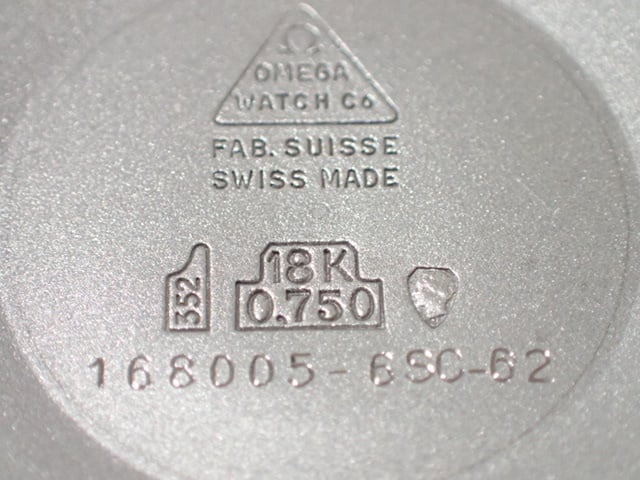 Ω
OMEGA
WATCH Co
FAB. SUISSE
SWISS MADE
352
18K
0.750
168005-6SC-62